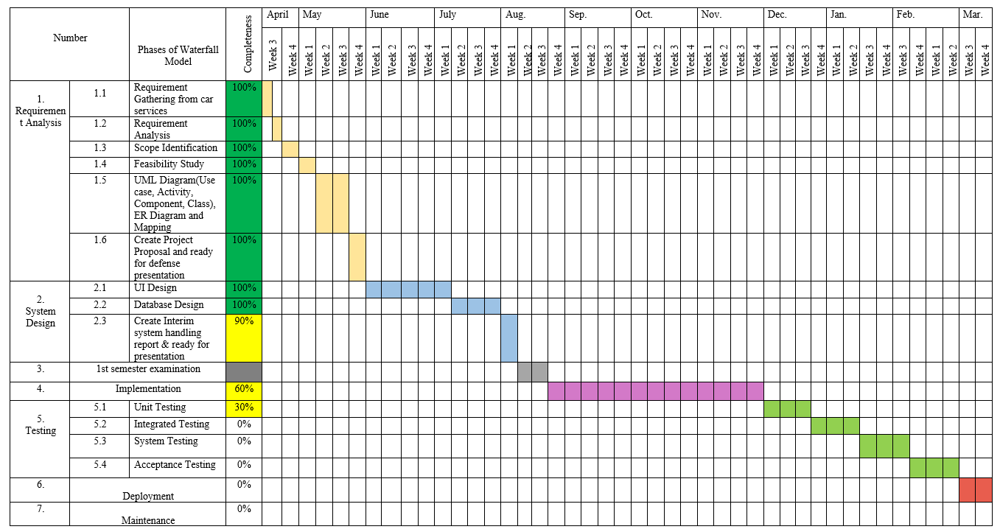 Number
Phases of Waterfall
Model
Completeness
April
May
June
July
Aug.
Sep.
Oct.
Nov.
Dec.
Jan.
Feb.
Mar.
Week 3
Week 4
Week 1
Week 2
Week 3
Week 4
Week 1
Week 2
Week 3
Week 4
Week 1
Week 2
Week 3
Week 4
Week 1
Week 2
Week 3
Week 4
Week 1
Week 2
Week 3
Week 4
Week 1
Week 2
Week 3
Week 4
Week 1
Week 2
Week 3
Week 4
Week 1
Week 2
Week 3
Week 4
Week 1
Week 2
Week 3
Week 4
Week 3
Week 4
Week 1
Week 2
Week 3
Week 4
1.
Requiremen
t Analysis
1.1
Requirement
Gathering from car
services
100%
1.2
Requirement
Analysis
100%
1.3
Scope Identification
100%
1.4
Feasibility Study
100%
1.5
UML Diagram(Use
case, Activity,
Component, Class),
ER Diagram and
Mapping
100%
1.6
Create Project
Proposal and ready
for defense
presentation
100%
2.
System
Design
2.1
UI Design
100%
2.2
Database Design
100%
2.3
Create Interim
system handling
report & ready for
presentation
90%
3.
1st semester examination
4.
Implementation
60%
5.
Testing
5.1
Unit Testing
30%
5.2
Integrated Testing
0%
5.3
System Testing
0%
5.4
Acceptance Testing
0%
6.
Deployment
0%
7.
Maintenance
0%